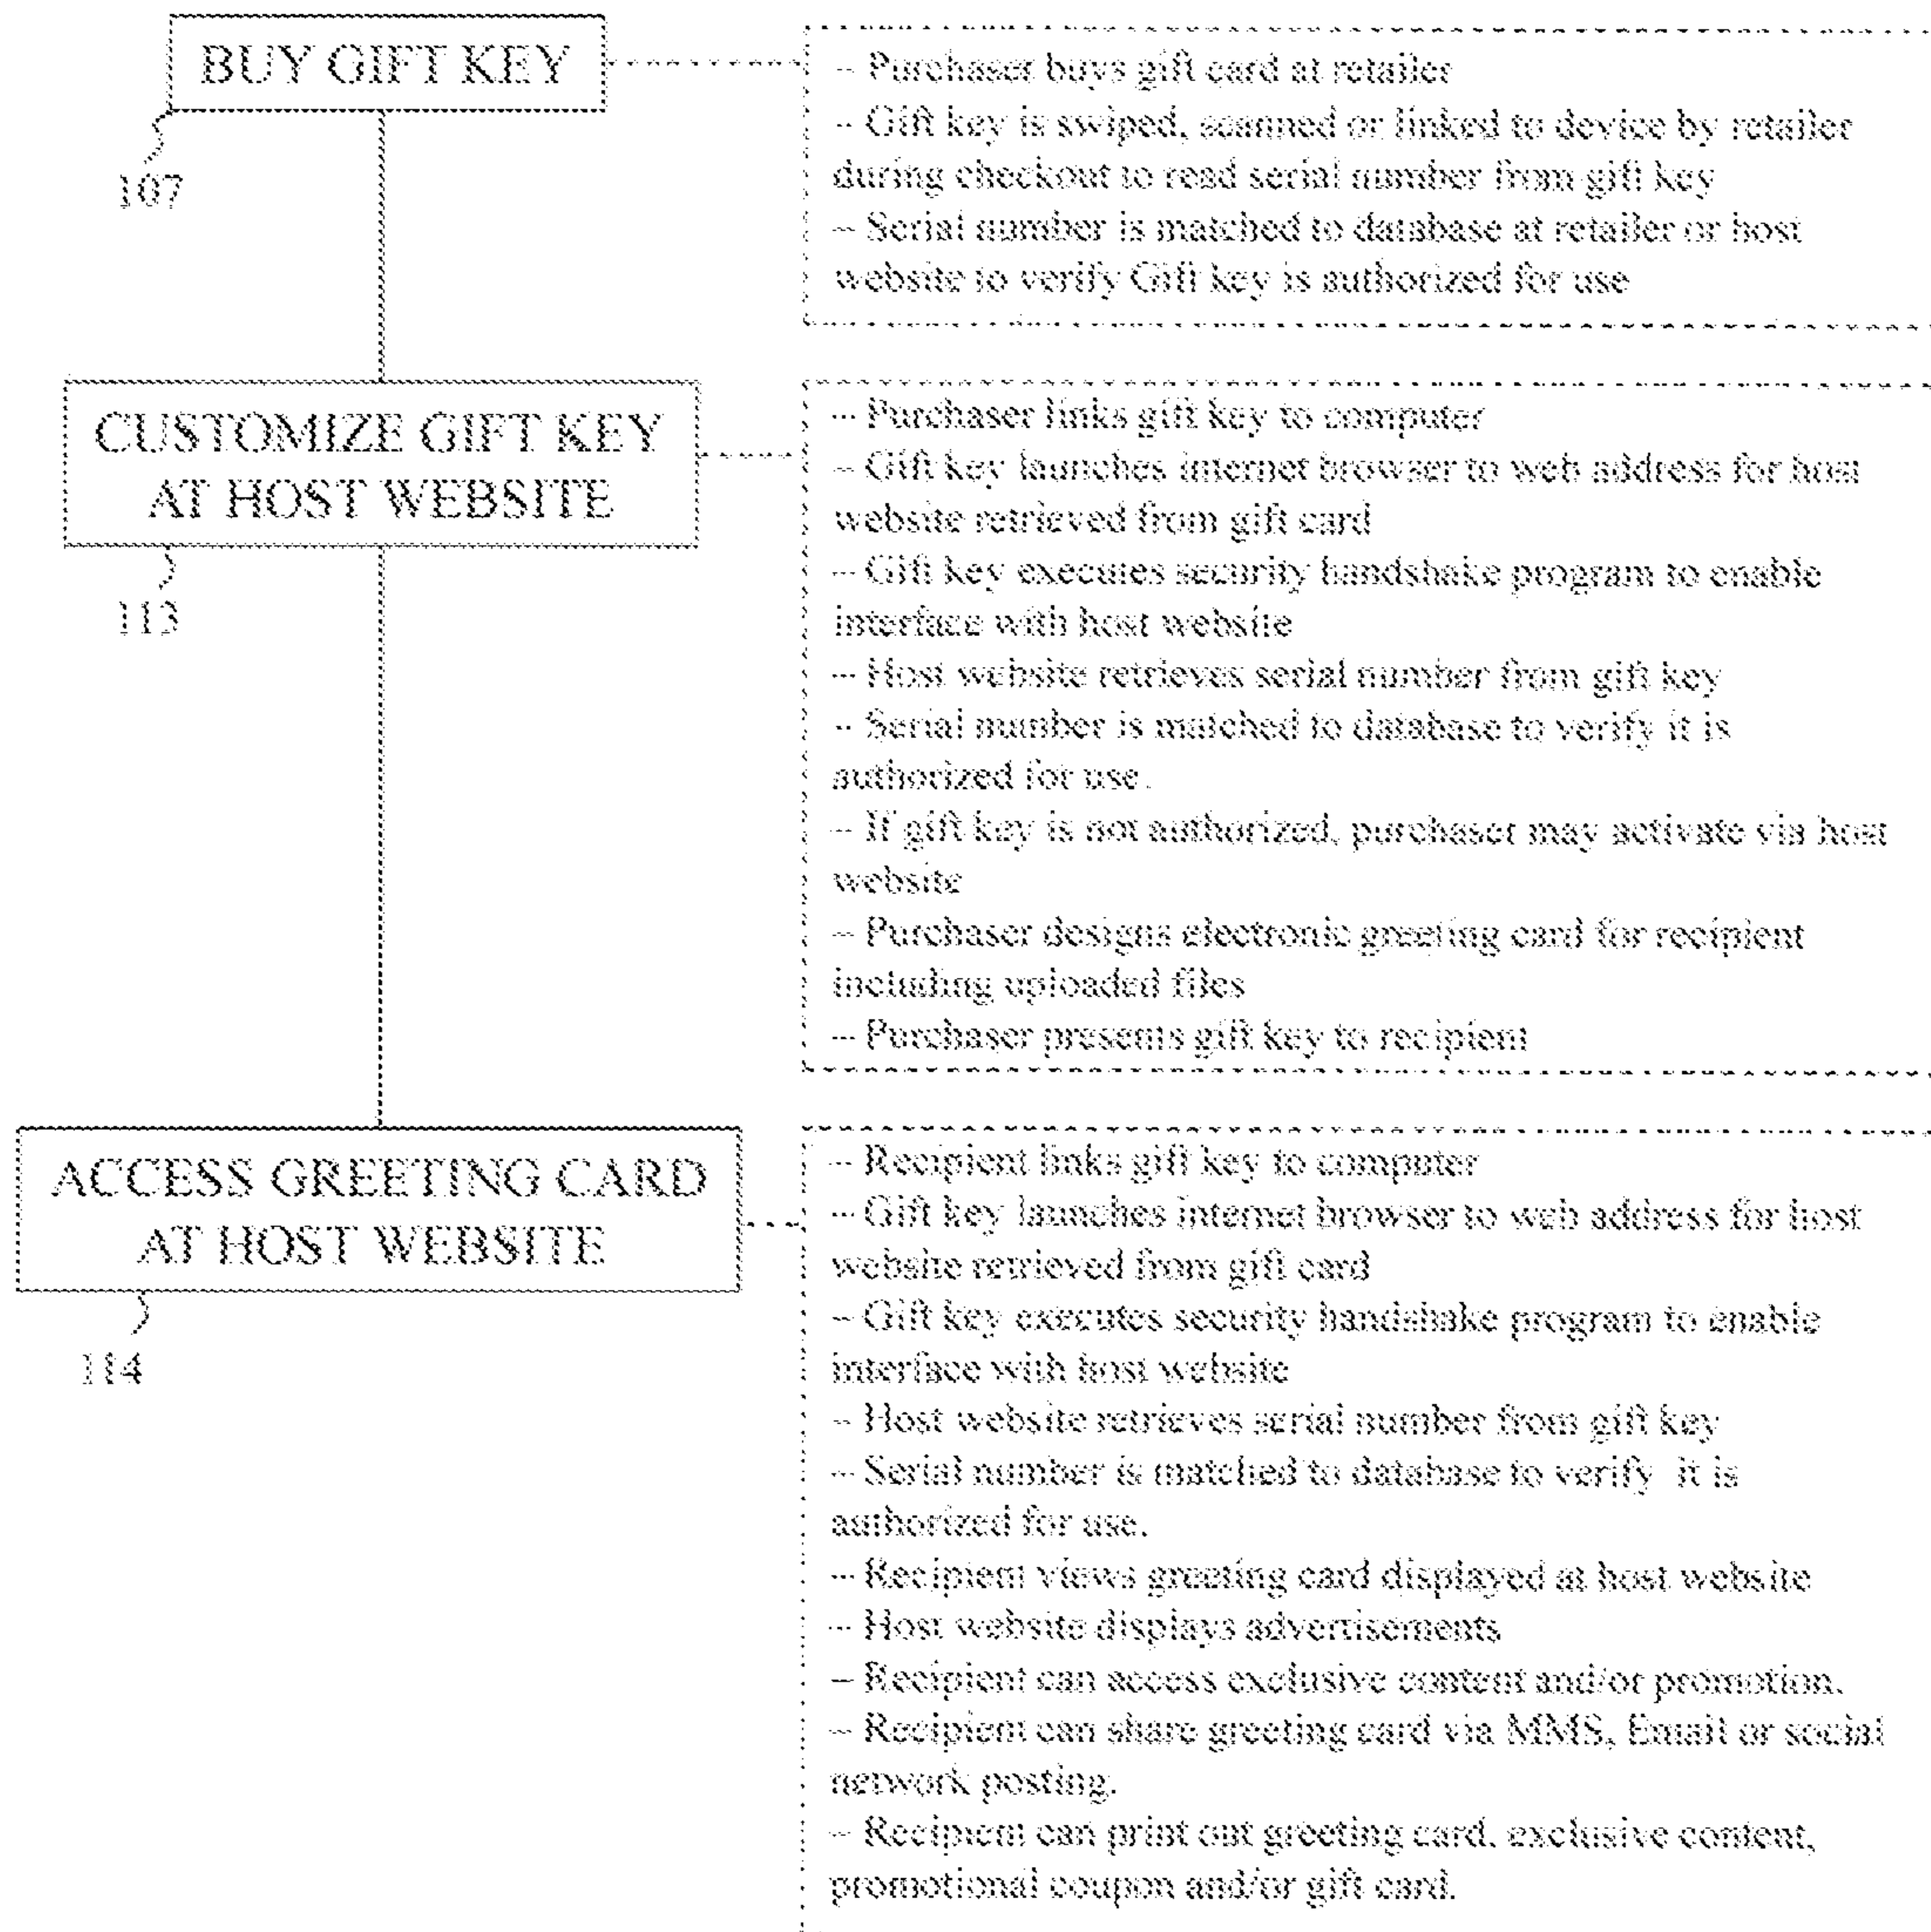 BUY GIFT KEY
107
-- Purchaser buys gift card at retailer
-- Gift key is swiped, scanned or linked to device by retailer
during checkout to read serial number from gift key
-- Serial number is matched to database at retailer or host
website to verify Gift key is authorized for use
CUSTOMIZE GIFT KEY
AT HOST WEBSITE
113
-- Purchaser links gift key to computer
-- Gift key launches internet browser to web address for host
website retrieved from gift card
-- Gift key executes security handshake program to enable
interface with host website
-- Host website retrieves serial number from gift key
-- Serial number is matched to database to verify it is
authorized for use.
-- If gift key is not authorized, purchaser may activate via host
website
-- Purchaser designs electronic greeting card for recipient
including uploaded files
-- Purchaser presents gift key to recipient
ACCESS GREETING CARD
AT HOST WEBSITE
114
-- Recipient links gift key to computer
-- Gift key launches internet browser to web address for host
website retrieved from gift card
-- Gift key executes security handshake program to enable
interface with host website
-- Host website retrieves serial number from gift key
-- Serial number is matched to database to verify it is
authorized for use.
-- Recipient views greeting card displayed at host website
-- Host website displays advertisements
-- Recipient can access exclusive content and/or promotion.
-- Recipient can share greeting card via MMS, Email or social
network posting.
-- Recipient can print out greeting card, exclusive content,
promotional coupon and/or gift card.